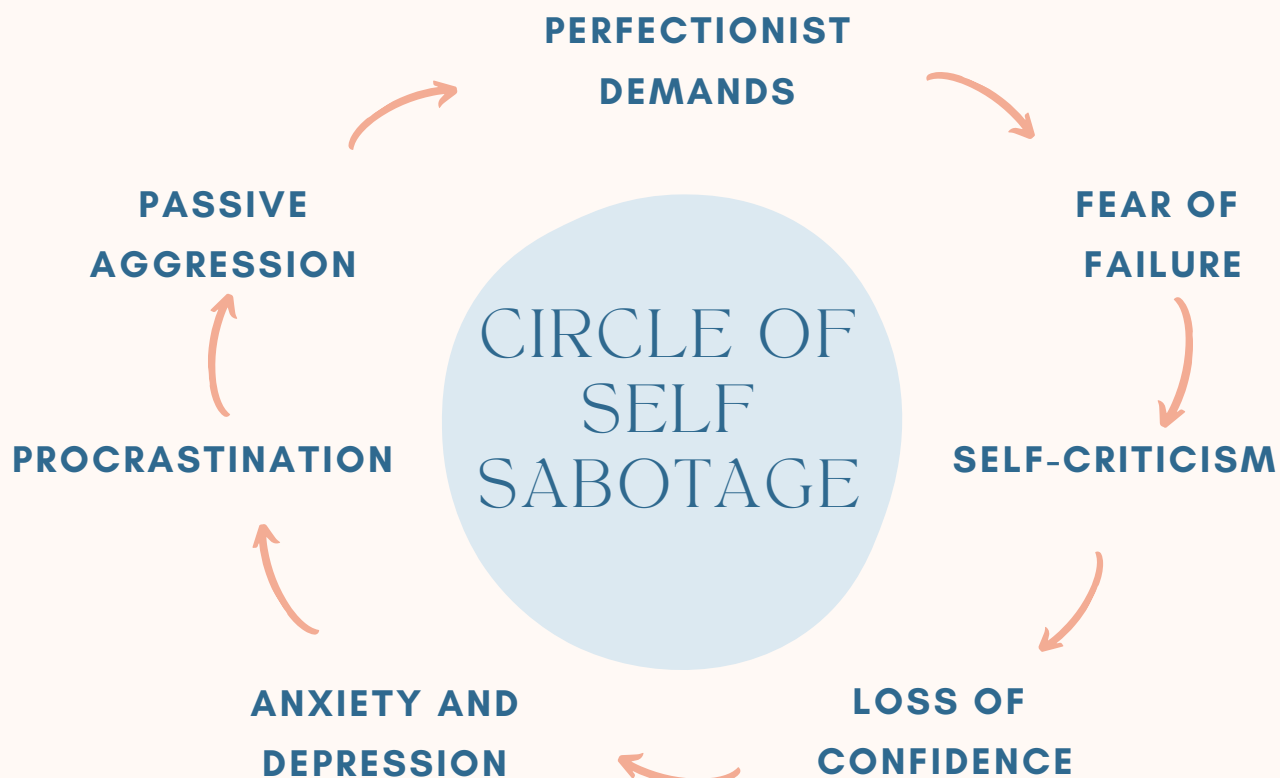 PERFECTIONIST
DEMANDS
FEAR OF
FAILURE
SELF-CRITICISM
LOSS OF
CONFIDENCE
ANXIETY AND
DEPRESSION
PROCRASTINATION
PASSIVE
AGGRESSION
CIRCLE OF
SELF
SABOTAGE